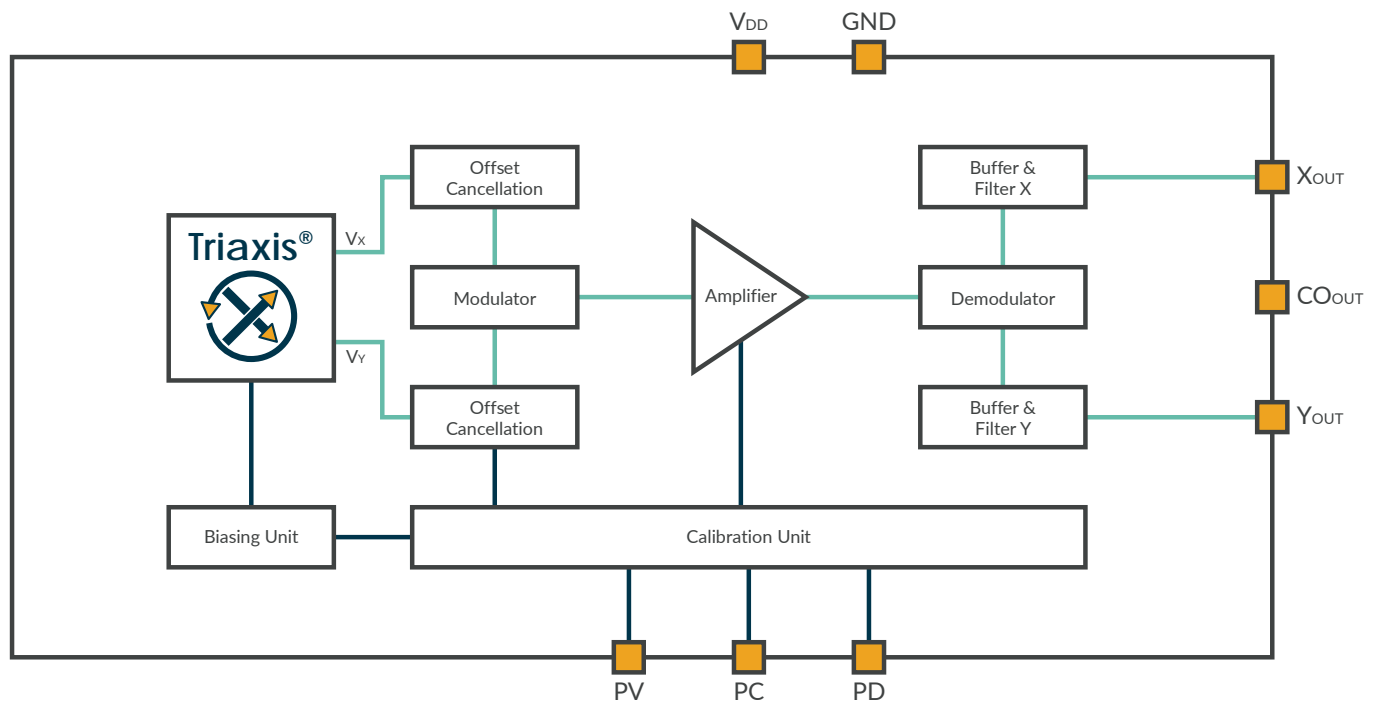 VDD
GND
Offset
Cancellation
Buffer &
Filter X
XOUT
Triaxis®
VX
Modulator
Amplifier
Demodulator
COOUT
VY
Offset
Cancellation
Buffer &
Filter Y
YOUT
Biasing Unit
Calibration Unit
PV
PC
PD